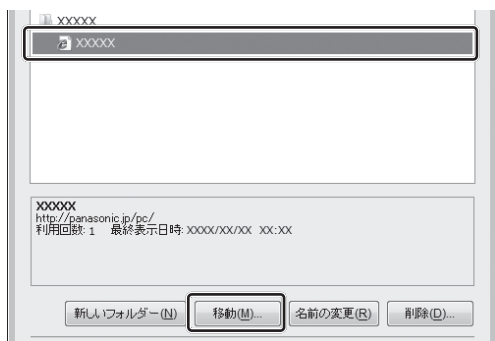 XXXXX
XXXXX
XXXXX
http://panasonic.jp/pc/
利用回数: 1 最終表示日時: XXXX/XX/XX XX:XX
新しいフォルダー(N) 移動(M)... 名前の変更(R) 削除(D)...